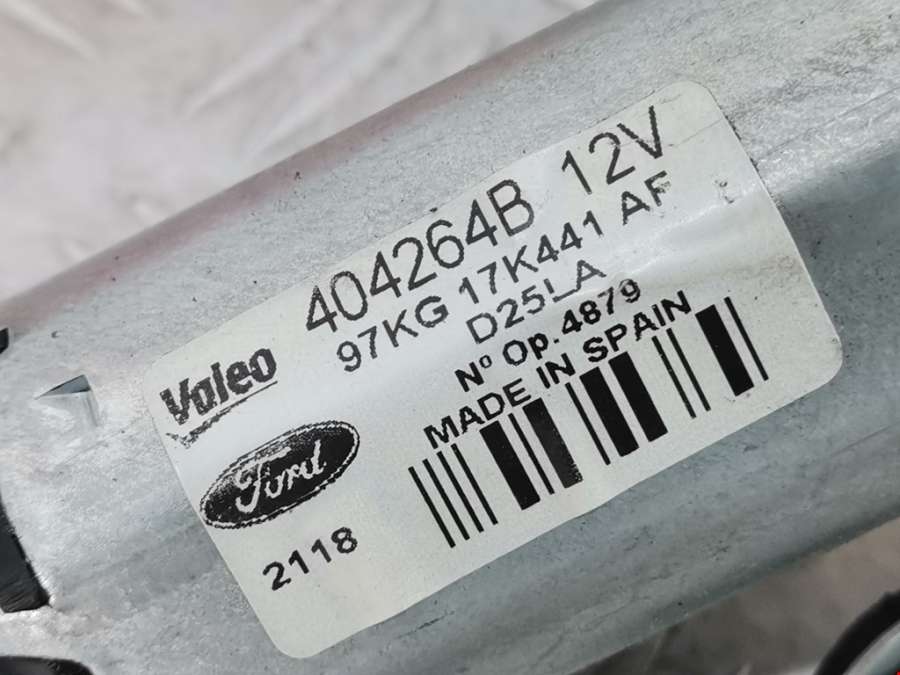 404264B 12V
97KG 17K441 AF
D25LA
Nº Op.4879
MADE IN SPAIN
Valeo
Ford
2118